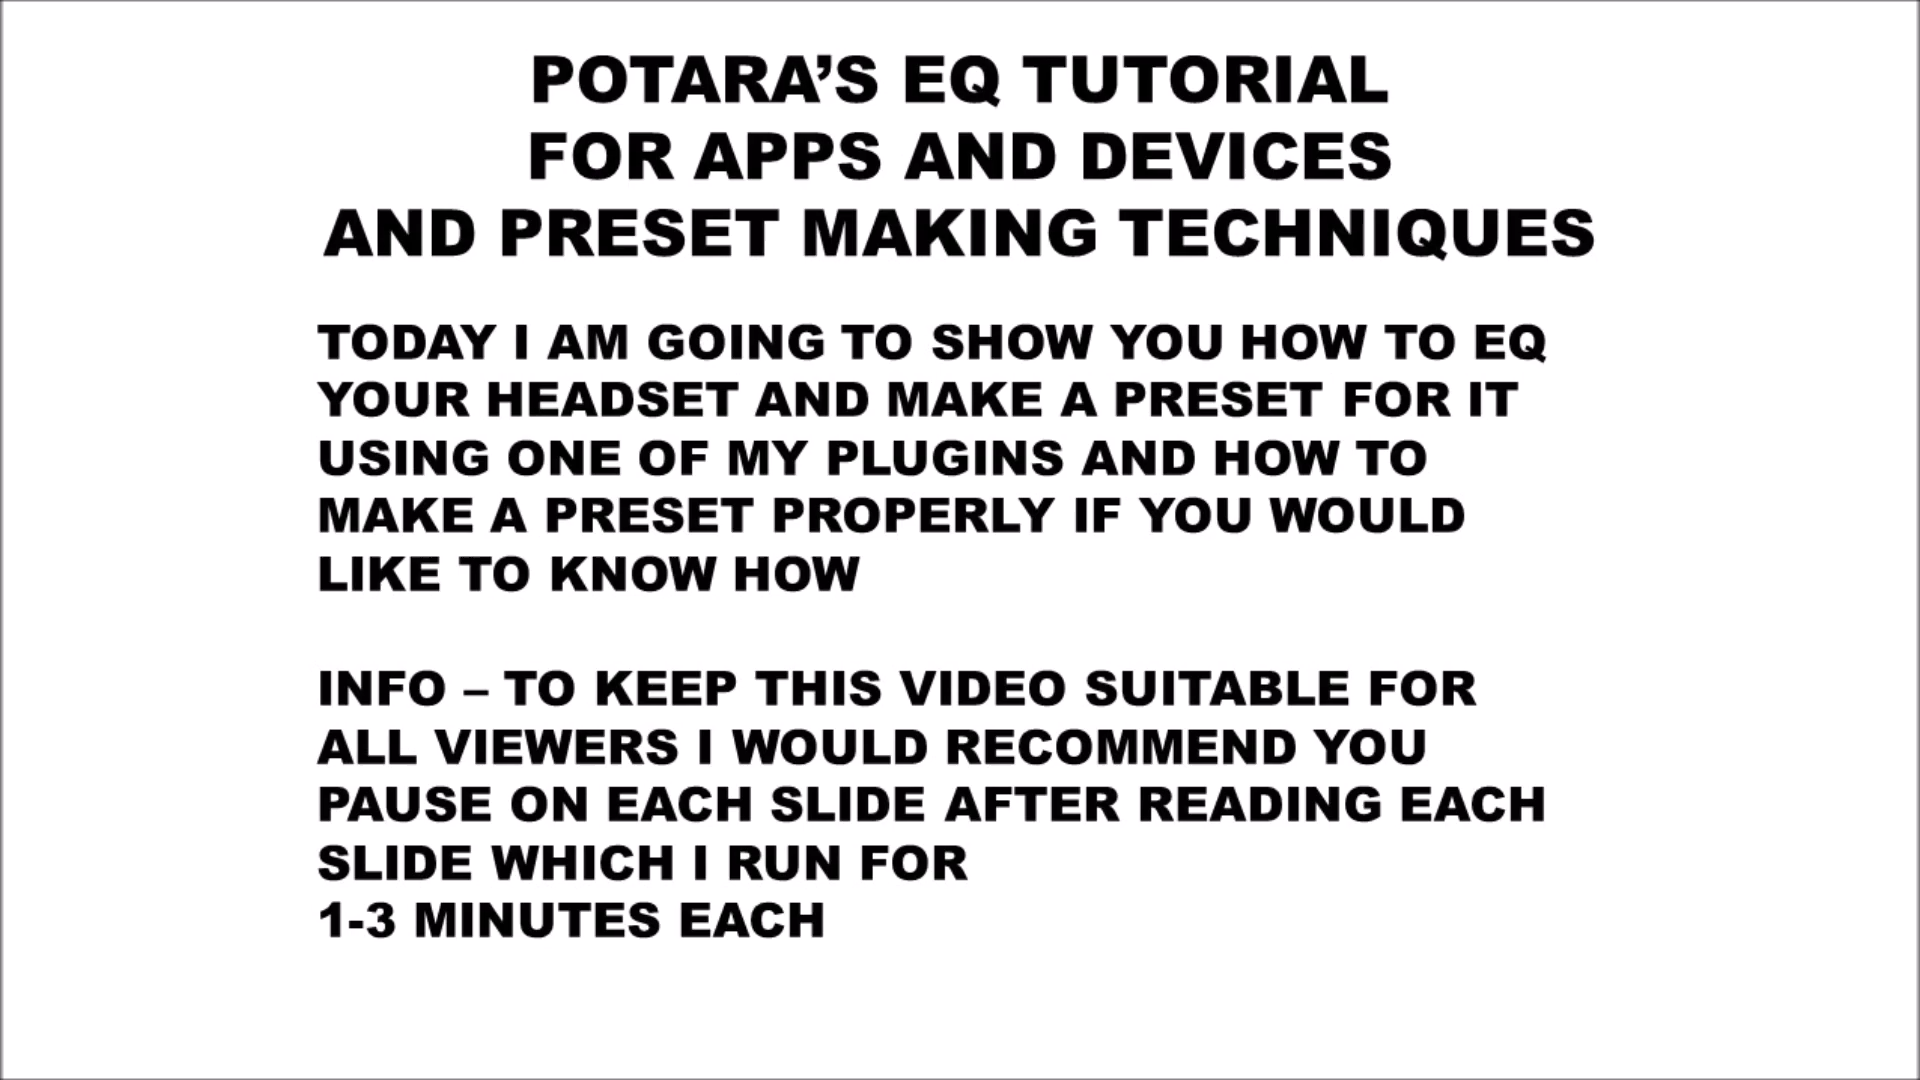 POTARA’S EQ TUTORIAL
FOR APPS AND DEVICES
AND PRESET MAKING TECHNIQUES
TODAY I AM GOING TO SHOW YOU HOW TO EQ
YOUR HEADSET AND MAKE A PRESET FOR IT
USING ONE OF MY PLUGINS AND HOW TO
MAKE A PRESET PROPERLY IF YOU WOULD
LIKE TO KNOW HOW
INFO – TO KEEP THIS VIDEO SUITABLE FOR
ALL VIEWERS I WOULD RECOMMEND YOU
PAUSE ON EACH SLIDE AFTER READING EACH
SLIDE WHICH I RUN FOR
1-3 MINUTES EACH